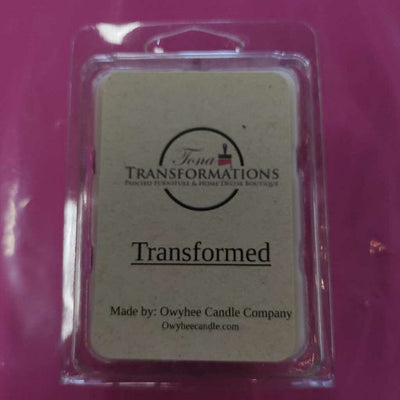 Tona
TRANSFORMATIONS
PAINTED FURNITURE & HOME DECOR BOUTIQUE
Transformed
Made by: Owyhee Candle Company
Owyheecandle.com